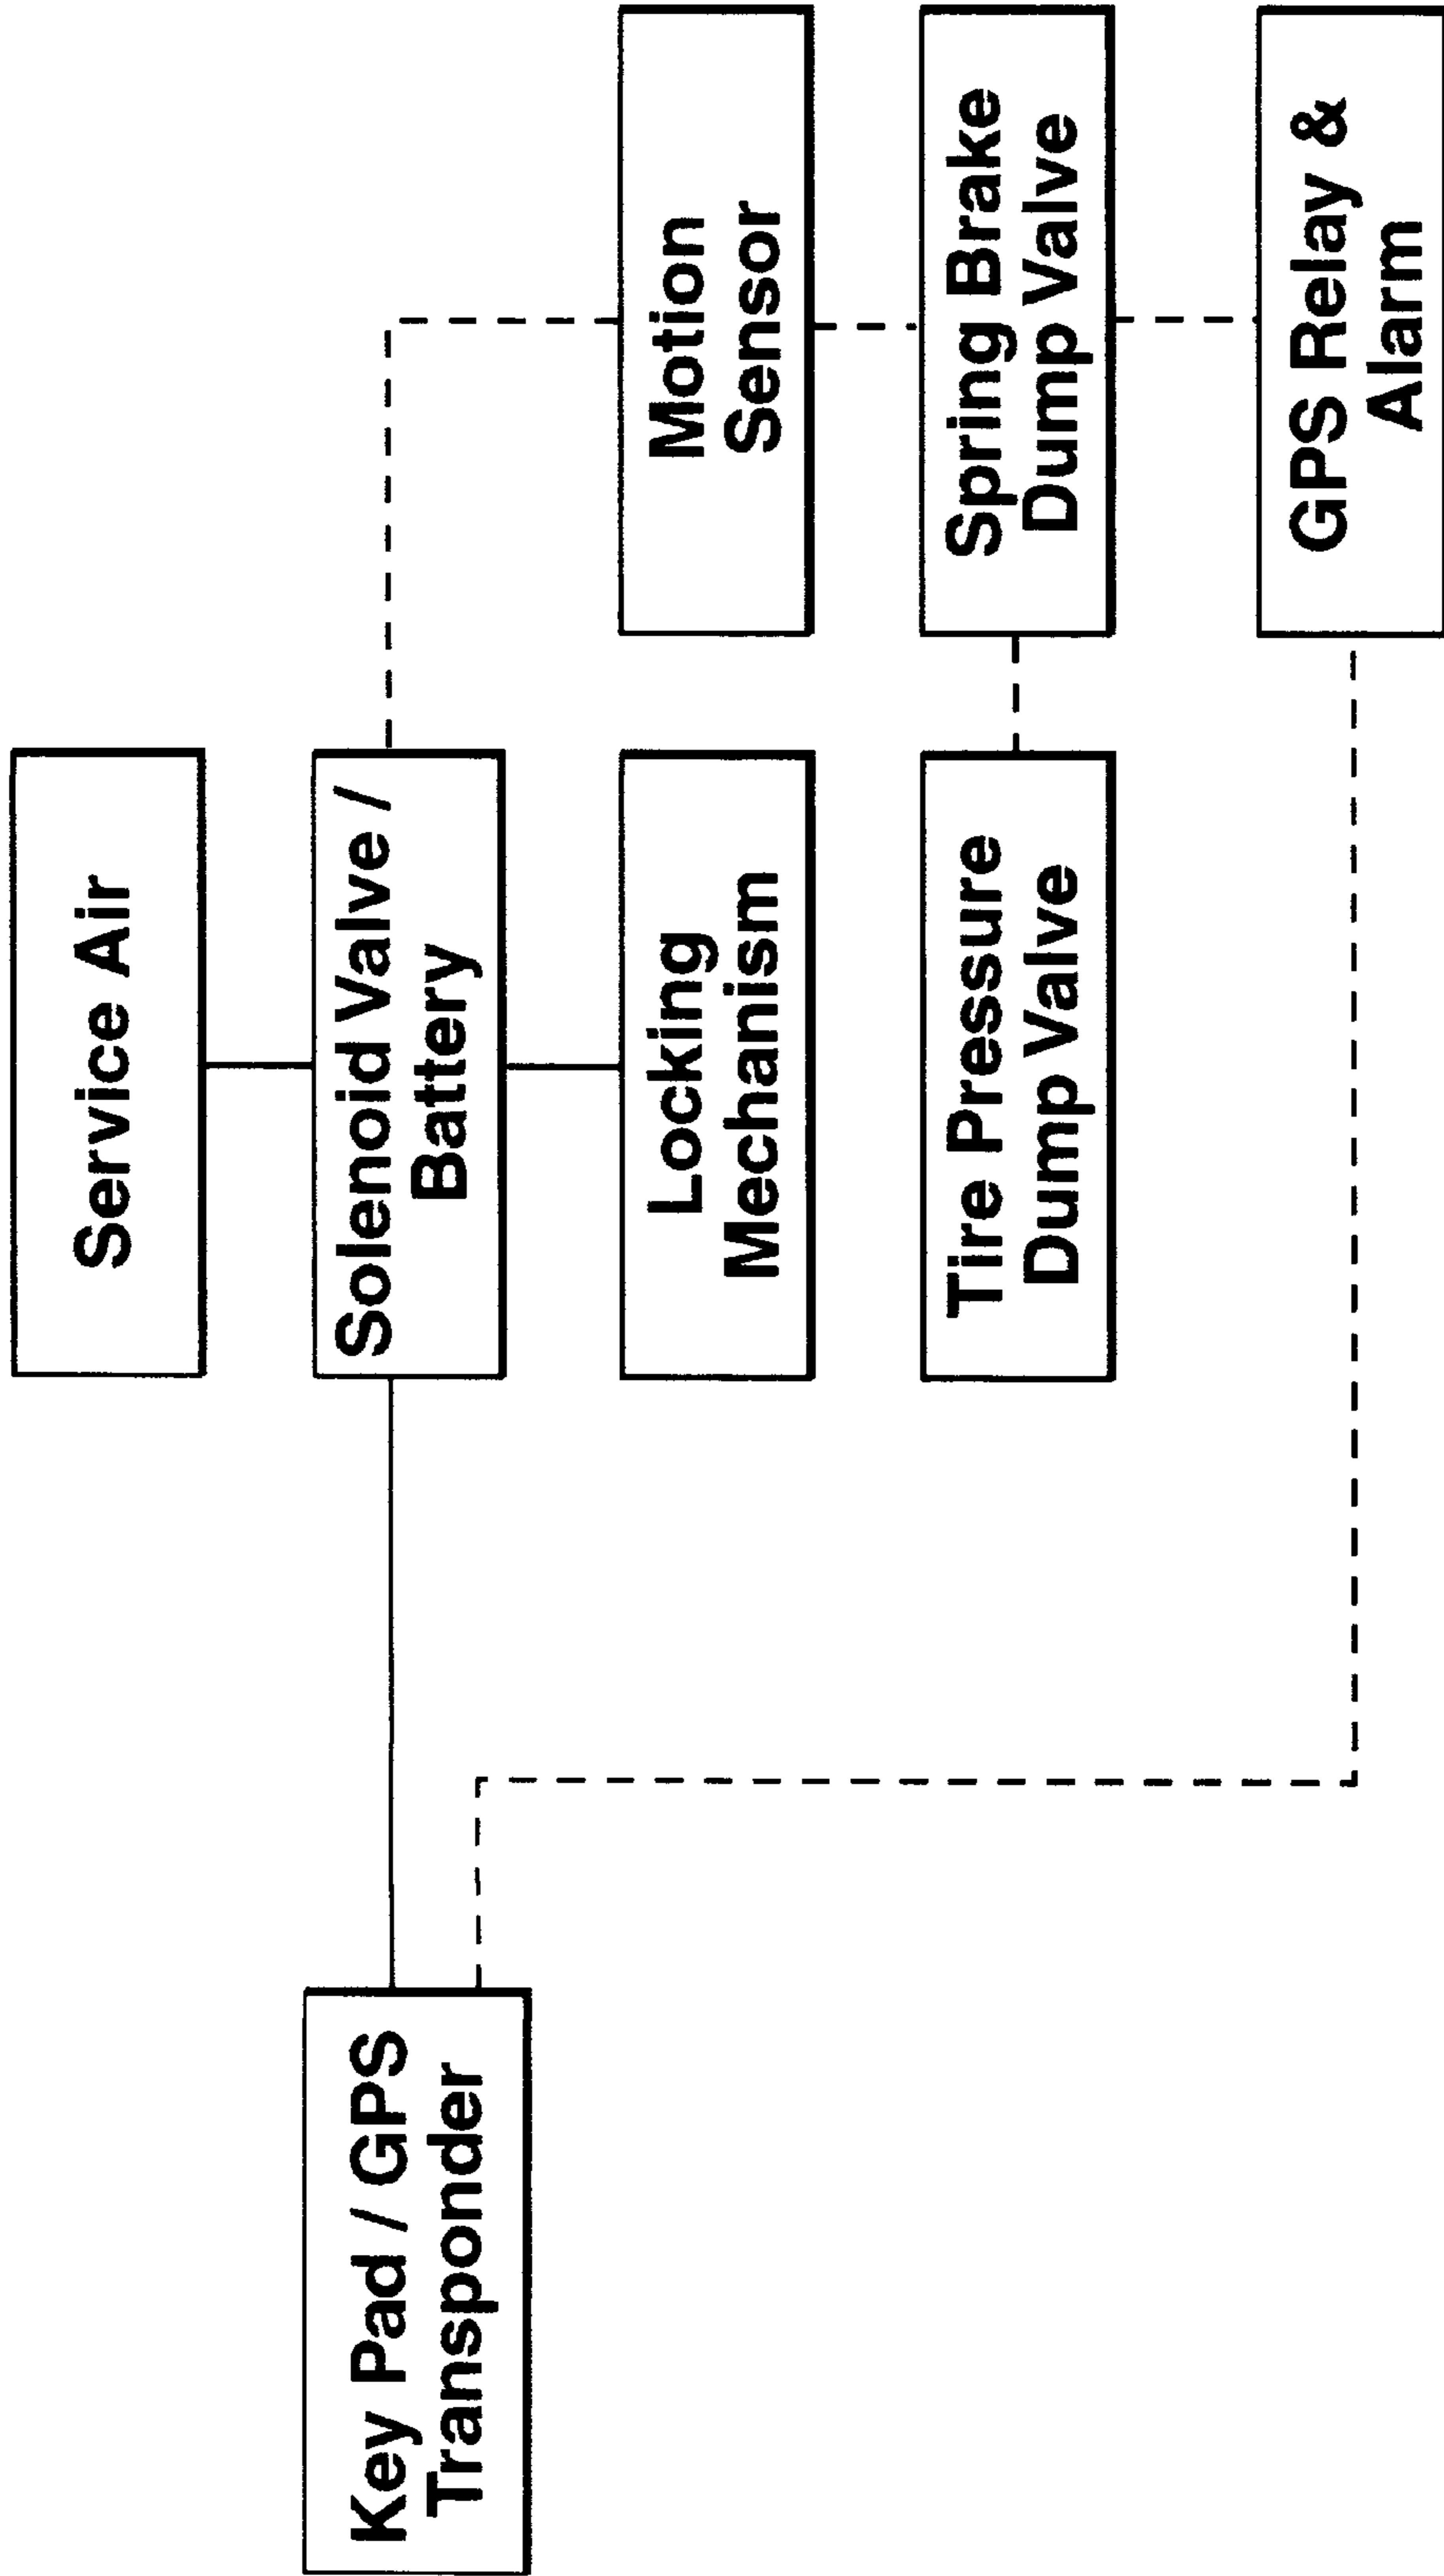 Service Air
Key Pad / GPS
Transponder
Solenoid Valve /
Battery
Locking
Mechanism
Motion
Sensor
Tire Pressure
Dump Valve
Spring Brake
Dump Valve
GPS Relay &
Alarm